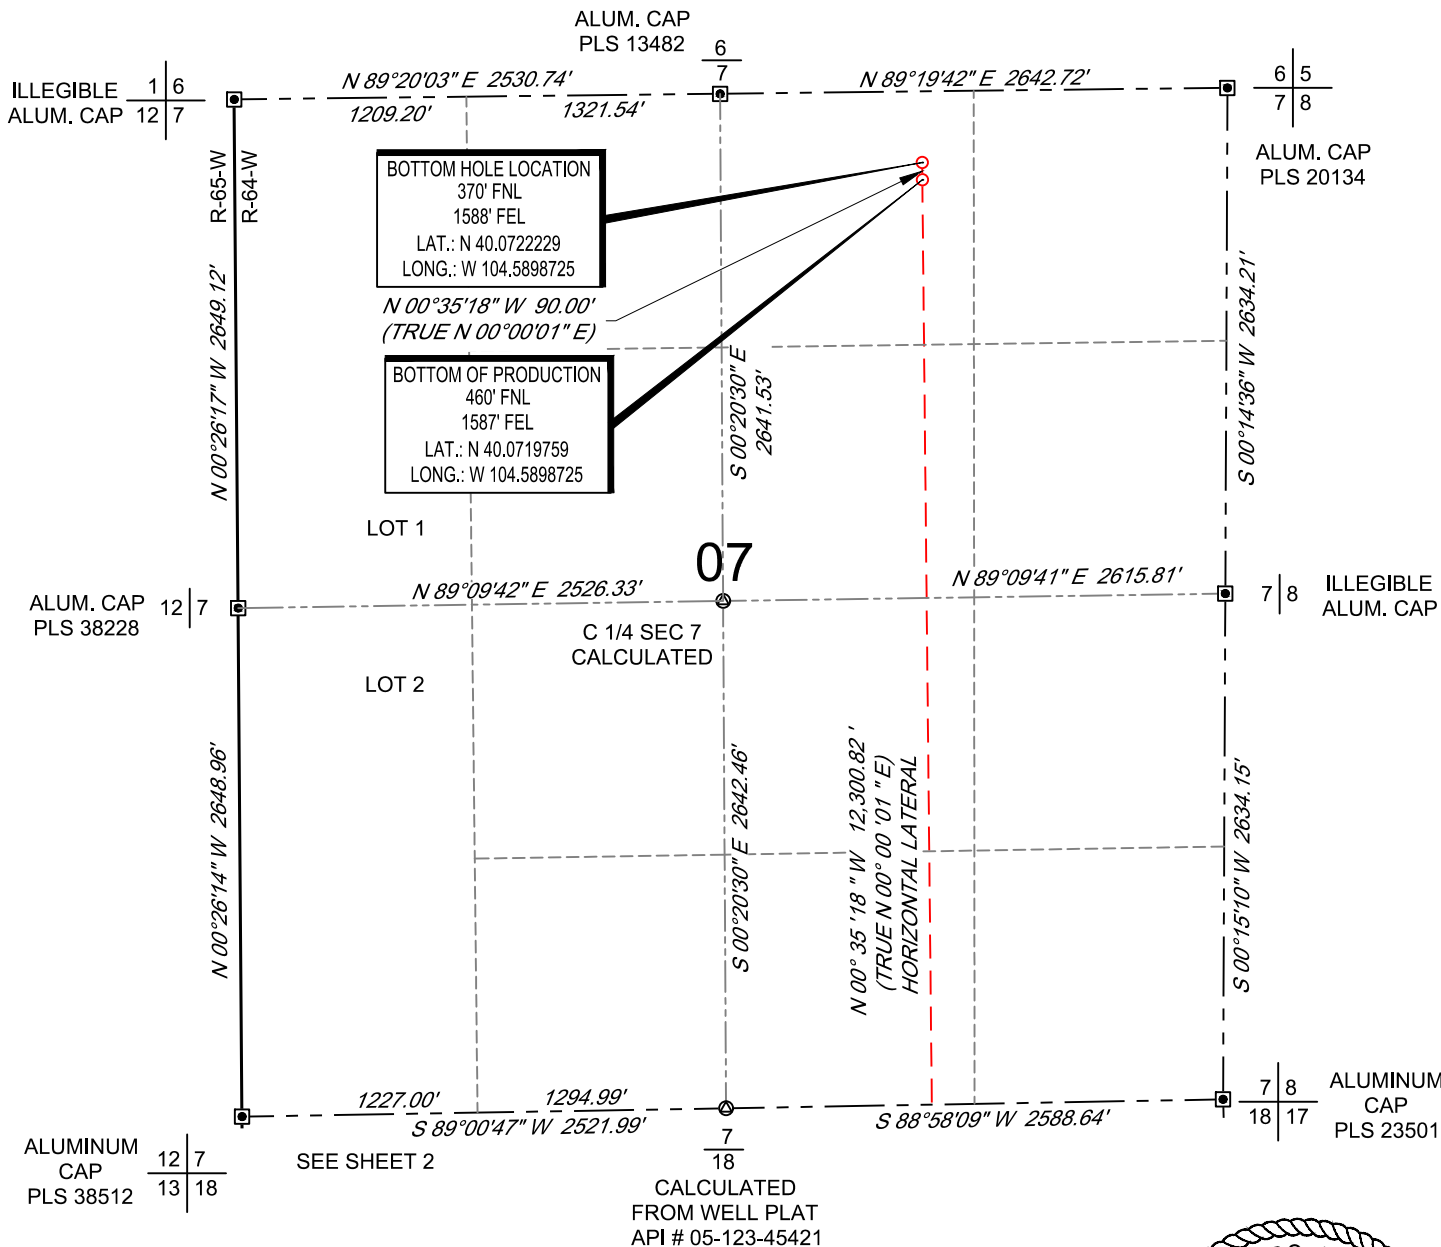 ALUM. CAP
PLS 13482
6
7
ILLEGIBLE
ALUM. CAP
1 6
12 7
N 89°20'03" E 2530.74'
1209.20' 1321.54'
N 89°19'42" E 2642.72'
6 5
7 8
ALUM. CAP
PLS 20134
R-65-W
R-64-W
BOTTOM HOLE LOCATION
370' FNL
1588' FEL
LAT.: N 40.0722229
LONG.: W 104.5898725
N 00°35'18" W 90.00'
(TRUE N 00°00'01" E)
BOTTOM OF PRODUCTION
460' FNL
1587' FEL
LAT.: N 40.0719759
LONG.: W 104.5898725
N 00°26'17" W 2649.12'
S 00°20'30" E
2641.53'
S 00°14'36" W 2634.21'
LOT 1
07
N 89°09'42" E 2526.33'
N 89°09'41" E 2615.81'
ALUM. CAP
PLS 38228
12 7
7 8
ILLEGIBLE
ALUM. CAP
C 1/4 SEC 7
CALCULATED
LOT 2
N 00°26'14" W 2648.96'
S 00°20'30" E 2642.46'
N 00° 35 '18 " W 12,300.82 '
(TRUE N 00° 00 '01 " E)
HORIZONTAL LATERAL
S 00°15'10" W 2634.15'
1227.00' 1294.99'
S 89°00'47" W 2521.99'
S 88°58'09" W 2588.64'
7 8
18 17
ALUMINUM
CAP
PLS 23501
ALUMINUM
CAP
PLS 38512
12 7
13 18
SEE SHEET 2
7
18
CALCULATED
FROM WELL PLAT
API # 05-123-45421